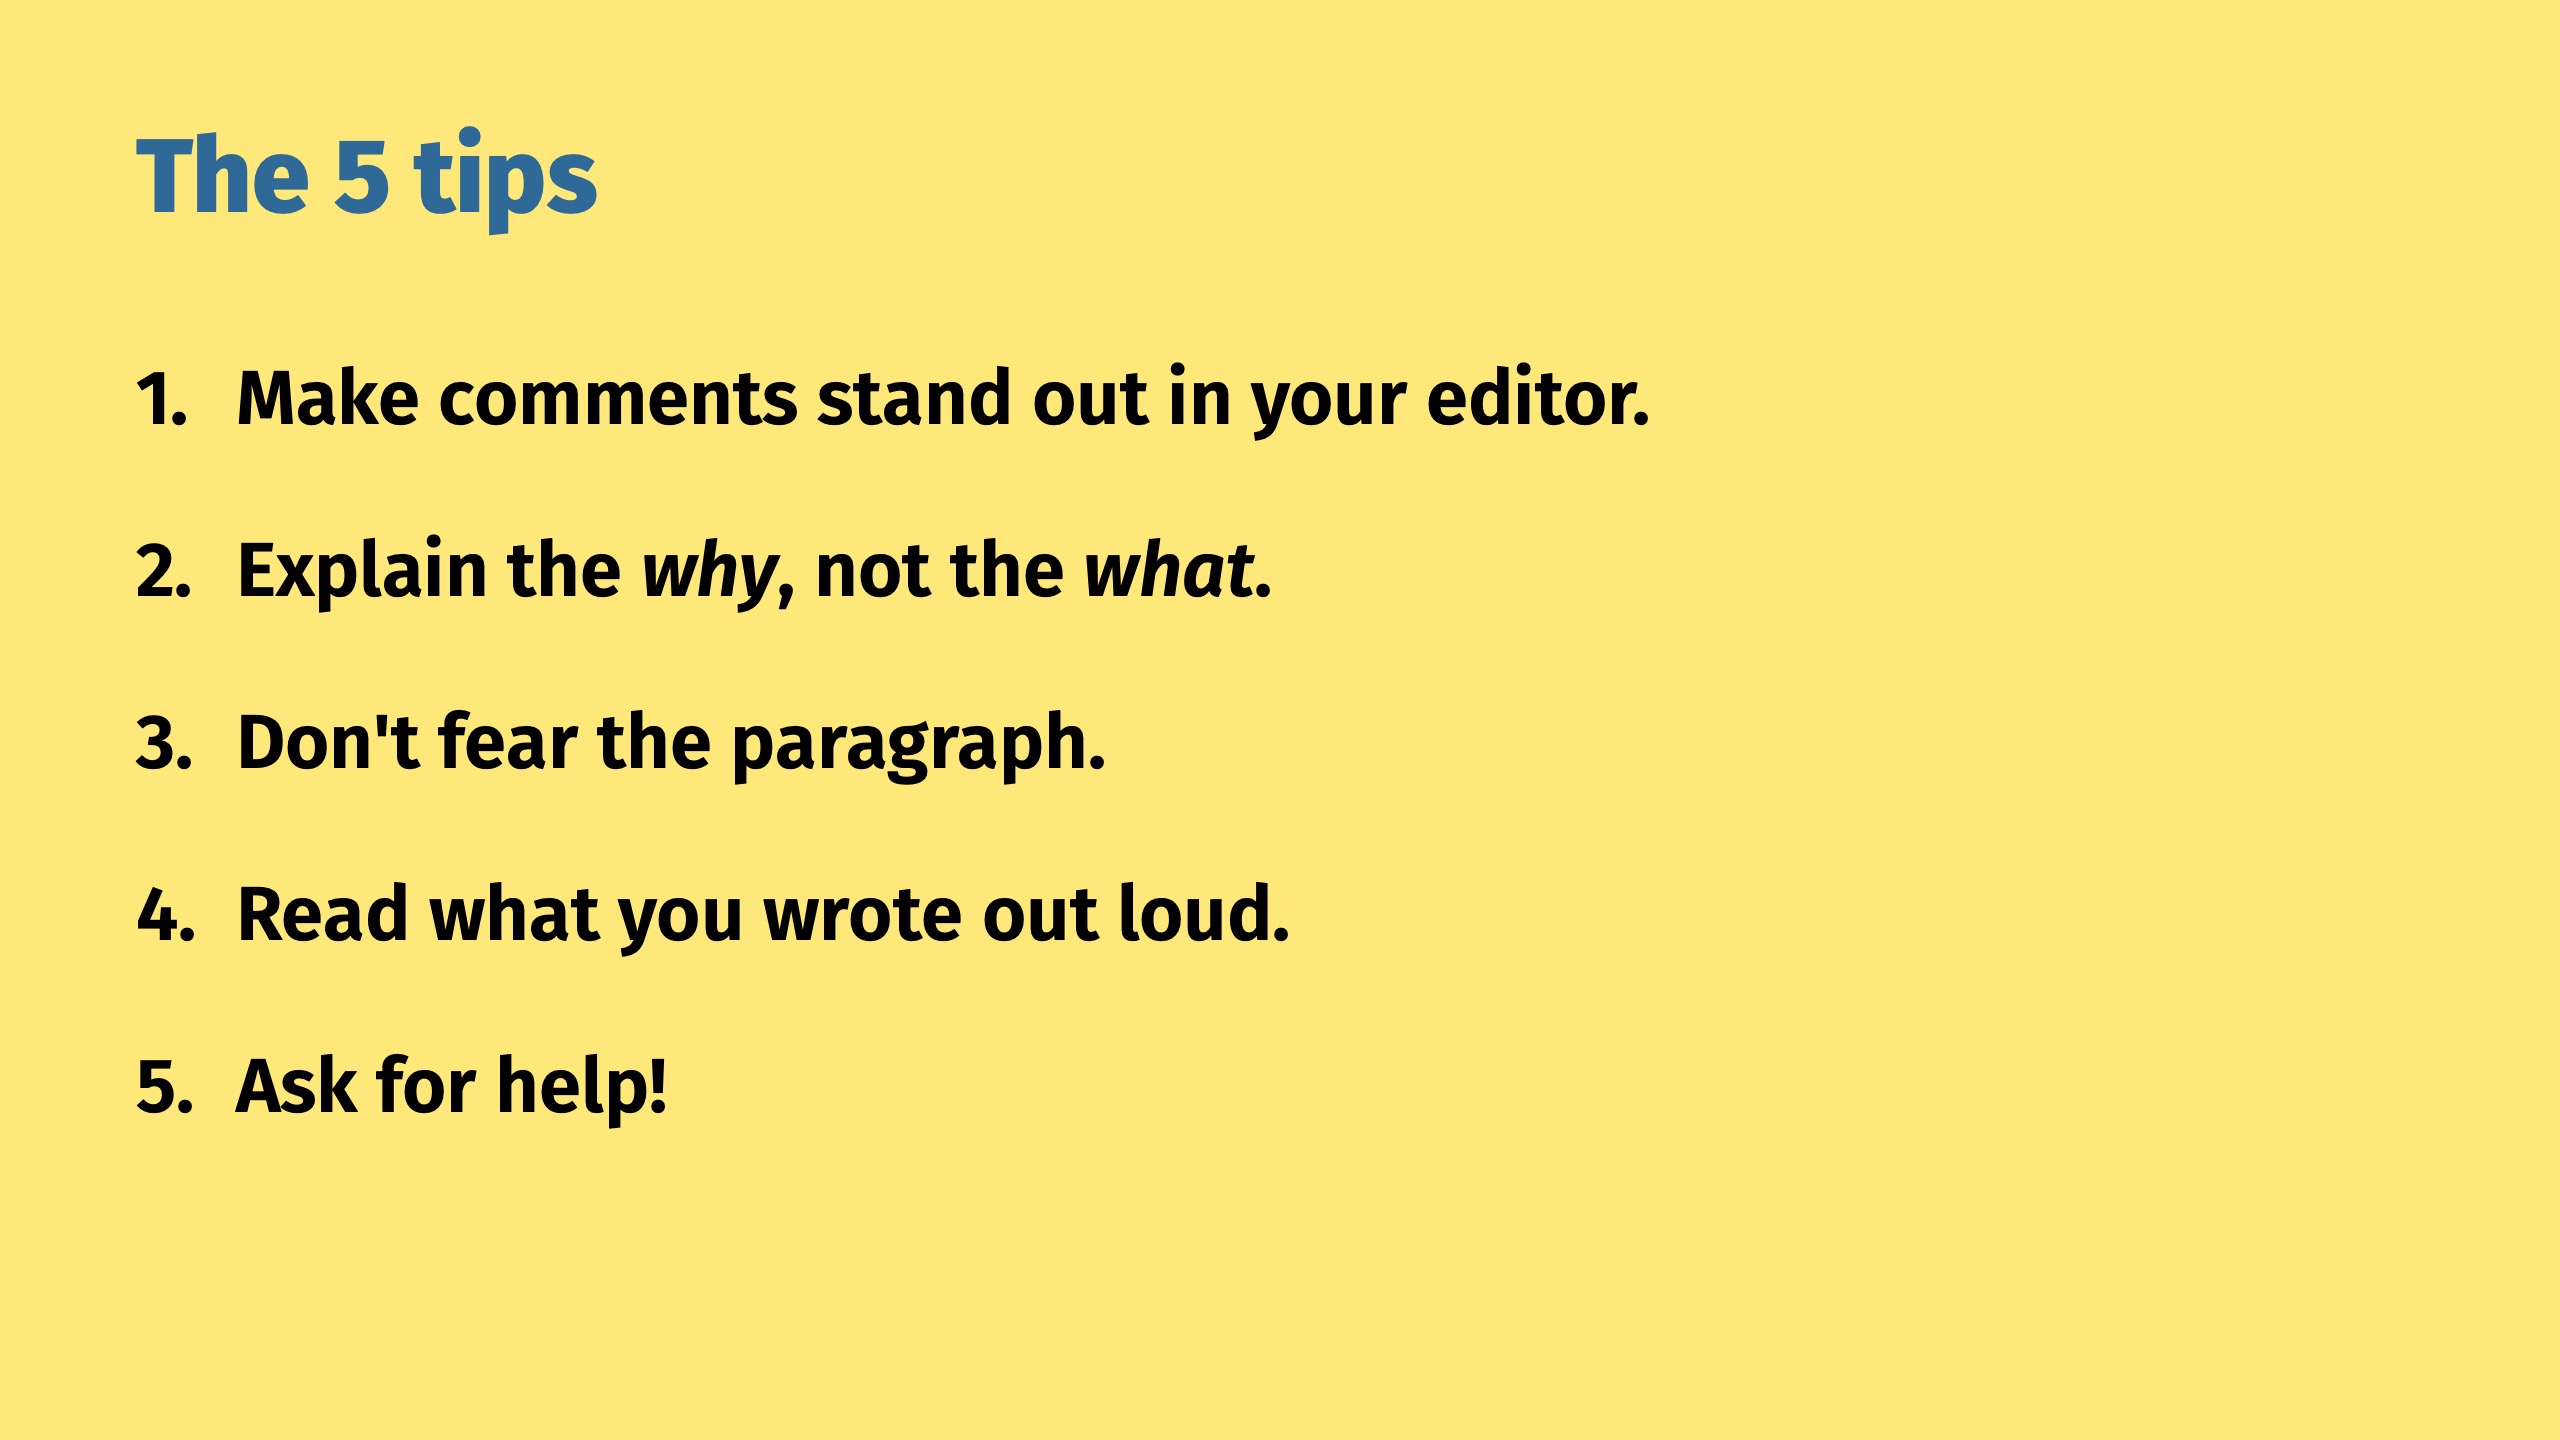 The 5 tips
1. Make comments stand out in your editor.
2. Explain the why, not the what.
3. Don't fear the paragraph.
4. Read what you wrote out loud.
5. Ask for help!